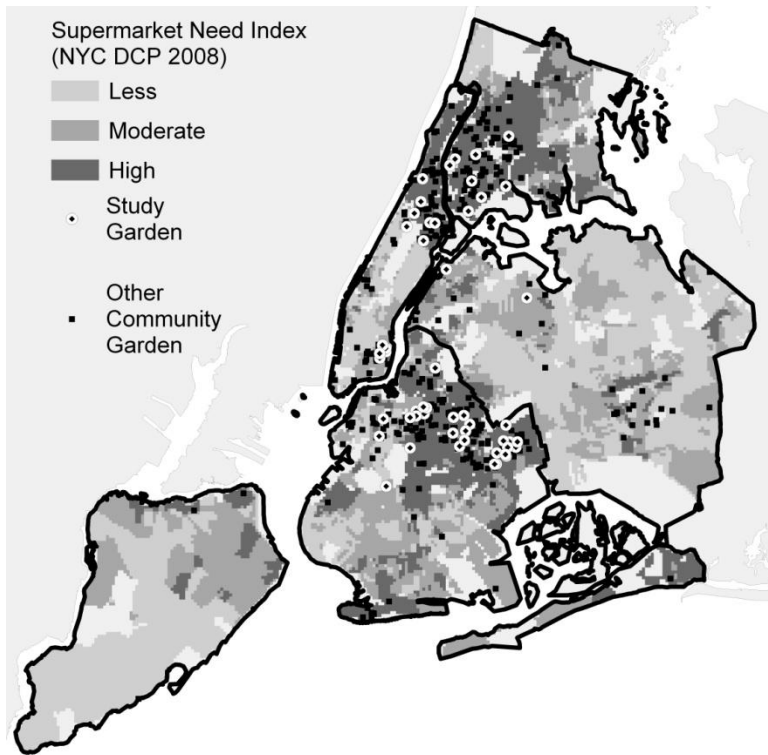 Supermarket Need Index
(NYC DCP 2008)
Less
Moderate
High
Study
Garden
Other
Community
Garden